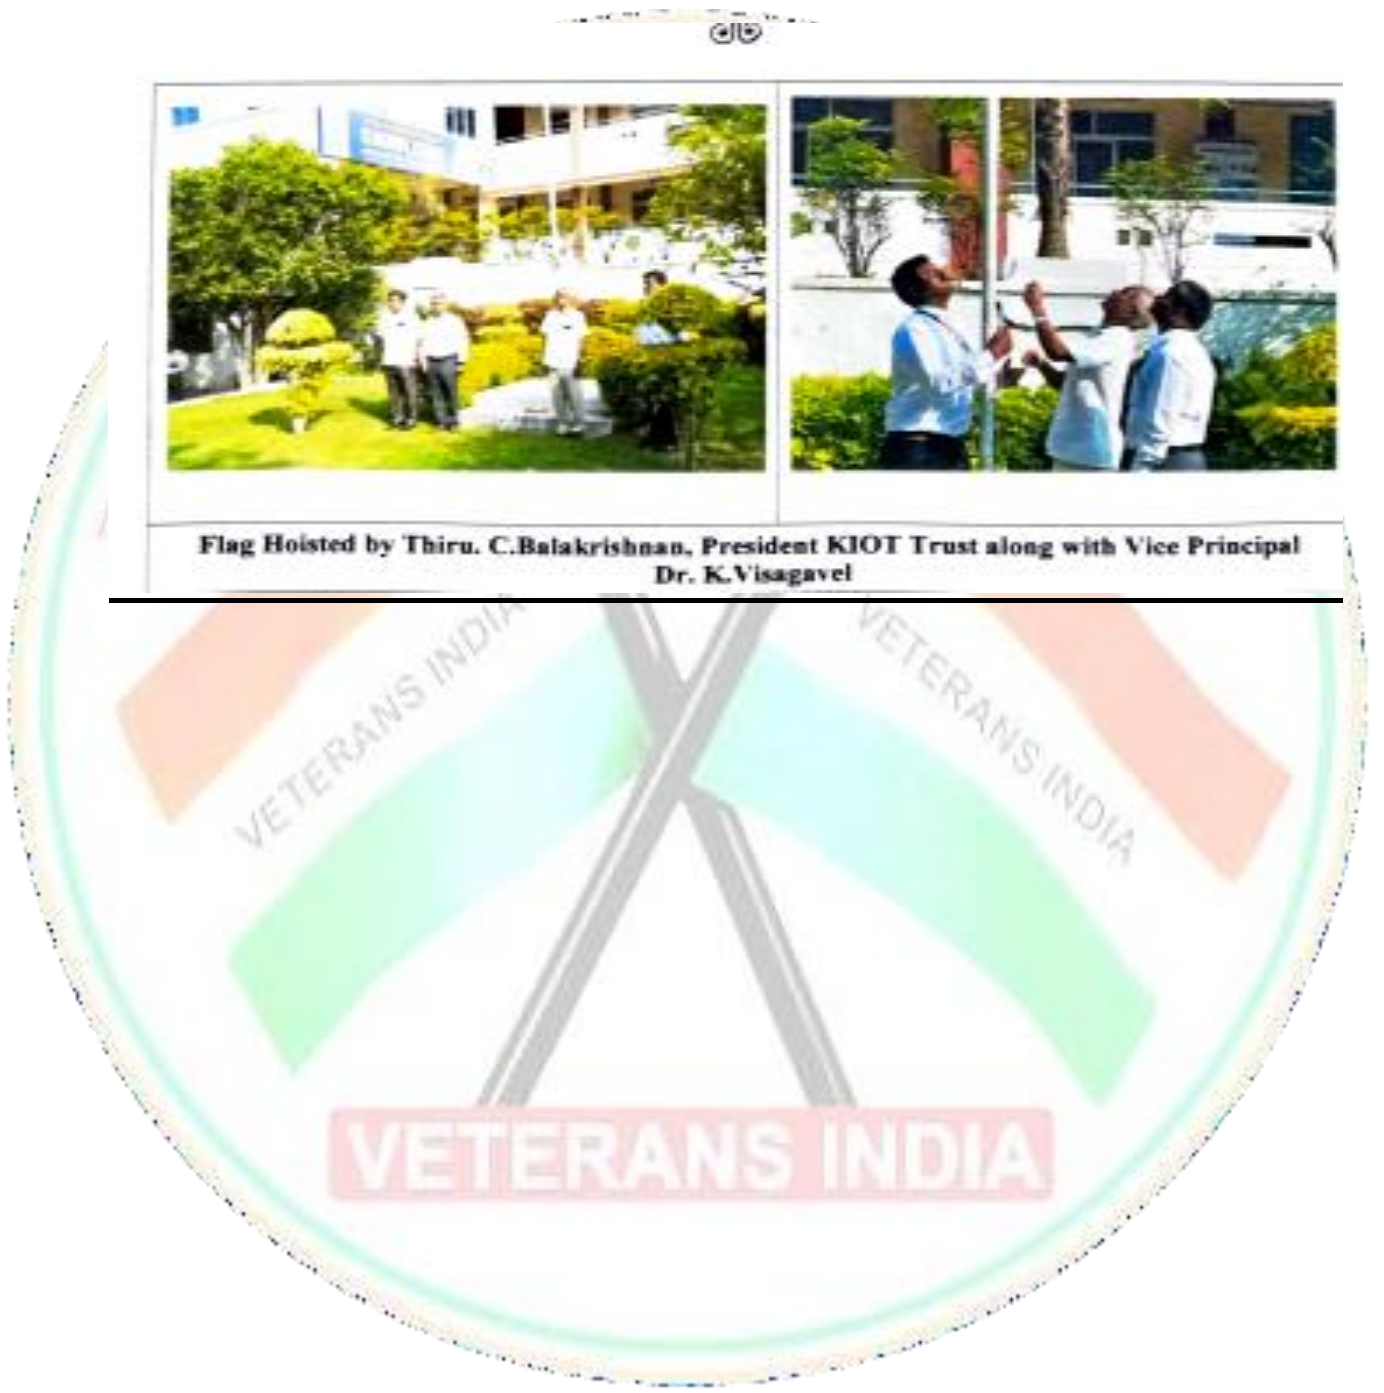 Flag Hoisted by Thiru. C.Balakrishnan, President KIOT Trust along with Vice Principal
Dr. K.Visagavel
VETERANS INDIA
VETERANS INDIA
VETERANS INDIA